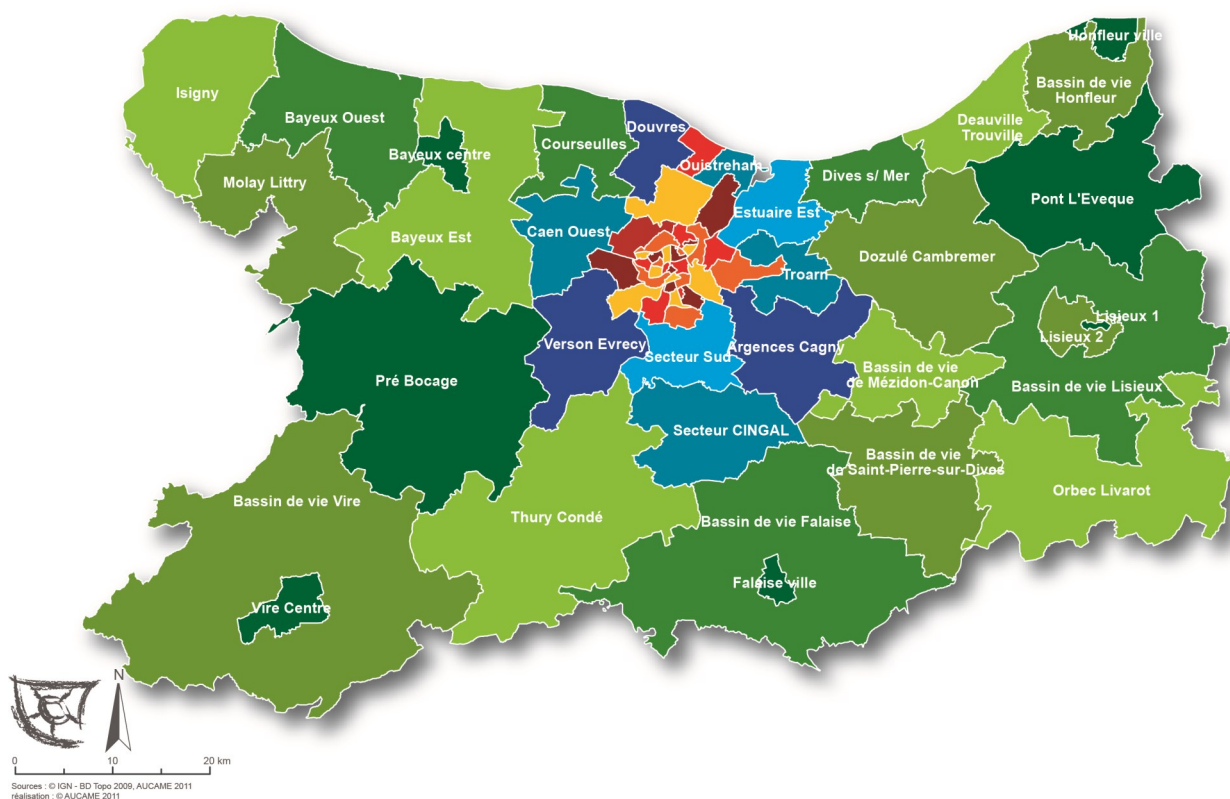 Honfleur ville
Bassin de vie
Honfleur
Isigny
Deauville
Trouville
Bayeux Ouest
Douvres
Courseulles
Bayeux centre
Ouistreham
Dives s/ Mer
Molay Littry
Pont L'Eveque
Estuaire Est
Caen Ouest
Bayeux Est
Dozulé Cambremer
Troarn
Lisieux 1
Lisieux 2
Verson Evrecy
Secteur Sud
Argences Cagny
Bassin de vie
de Mézidon-Canon
Pré Bocage
Bassin de vie Lisieux
Secteur CINGAL
Bassin de vie
de Saint-Pierre-sur-Dives
Orbec Livarot
Bassin de vie Vire
Thury Condé
Bassin de vie Falaise
Falaise ville
Vire Centre
N
0 10 20 km
Sources : © IGN - BD Topo 2009, AUCAME 2011
réalisation : © AUCAME 2011